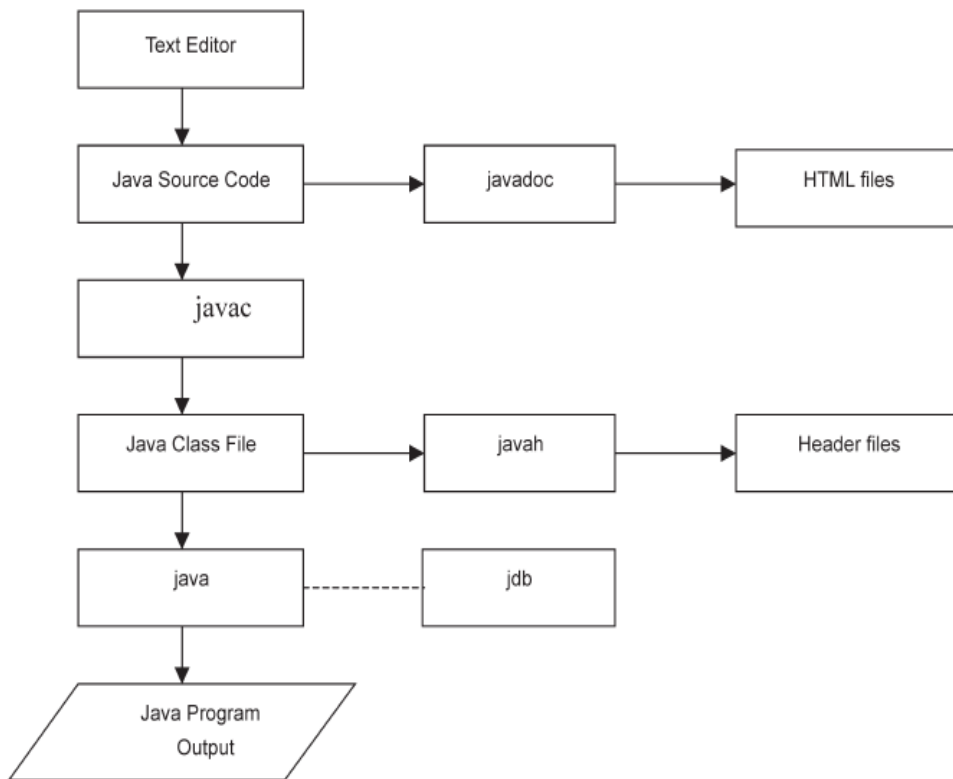 Text Editor
Java Source Code
javadoc
HTML files
javac
Java Class File
javah
Header files
java
jdb
Java Program
Output